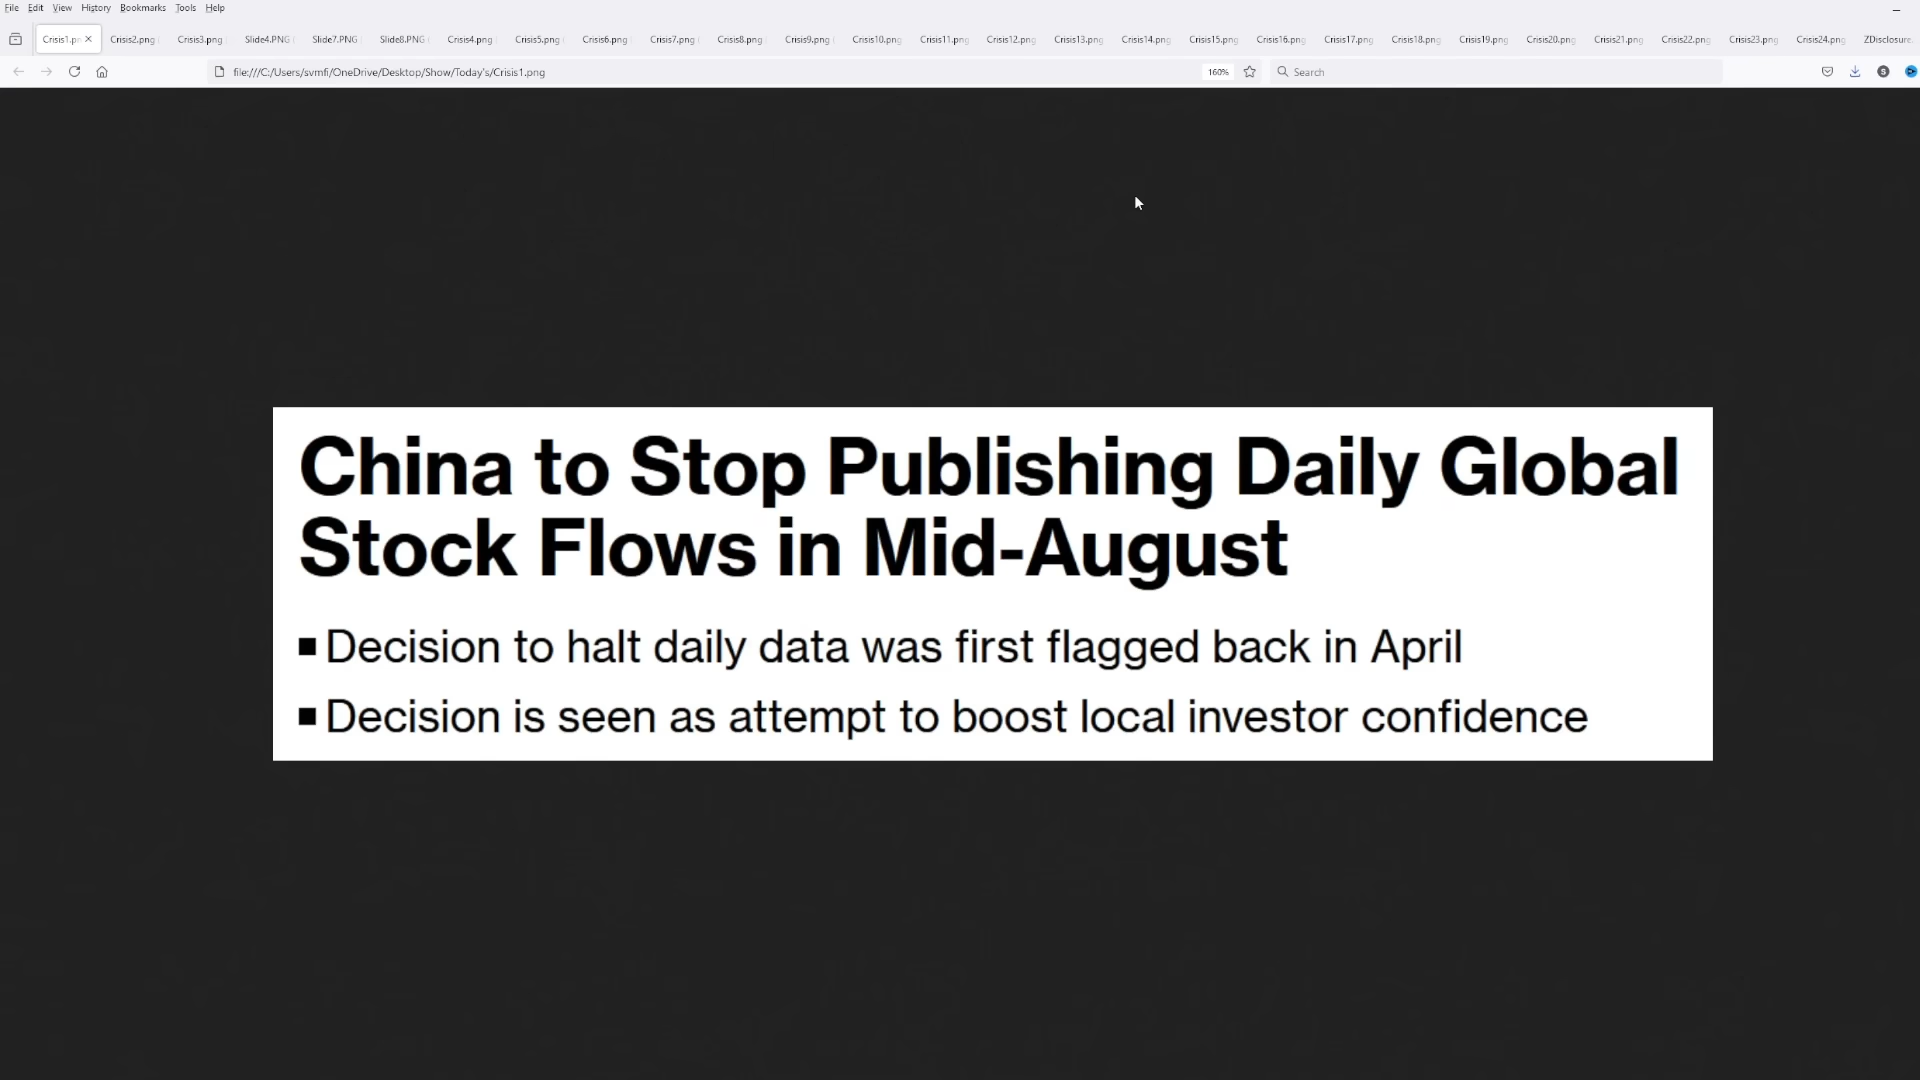 File Edit View History Bookmarks Tools Help
Crisis1.pn Crisis2.png Crisis3.png Slide4.PNG Slide7.PNG Slide8.PNG Crisis4.png Crisis5.png Crisis6.png Crisis7.png Crisis8.png Crisis9.png Crisis10.png Crisis11.png Crisis12.png Crisis13.png Crisis14.png Crisis15.png Crisis16.png Crisis17.png Crisis18.png Crisis19.png Crisis20.png Crisis21.png Crisis22.png Crisis23.png Crisis24.png ZDisclosure.
file:///C:/Users/svmfi/OneDrive/Desktop/Show/Today's/Crisis1.png 160% Search S
China to Stop Publishing Daily Global
Stock Flows in Mid-August
■ Decision to halt daily data was first flagged back in April
■ Decision is seen as attempt to boost local investor confidence